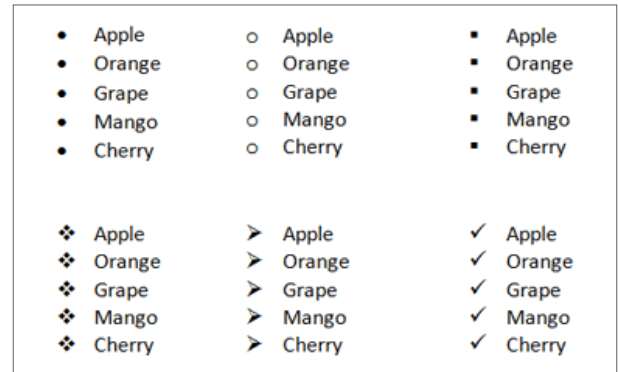 • Apple o Apple ▪ Apple
• Orange o Orange ▪ Orange
• Grape o Grape ▪ Grape
• Mango o Mango ▪ Mango
• Cherry o Cherry ▪ Cherry
❖ Apple ➢ Apple ✓ Apple
❖ Orange ➢ Orange ✓ Orange
❖ Grape ➢ Grape ✓ Grape
❖ Mango ➢ Mango ✓ Mango
❖ Cherry ➢ Cherry ✓ Cherry